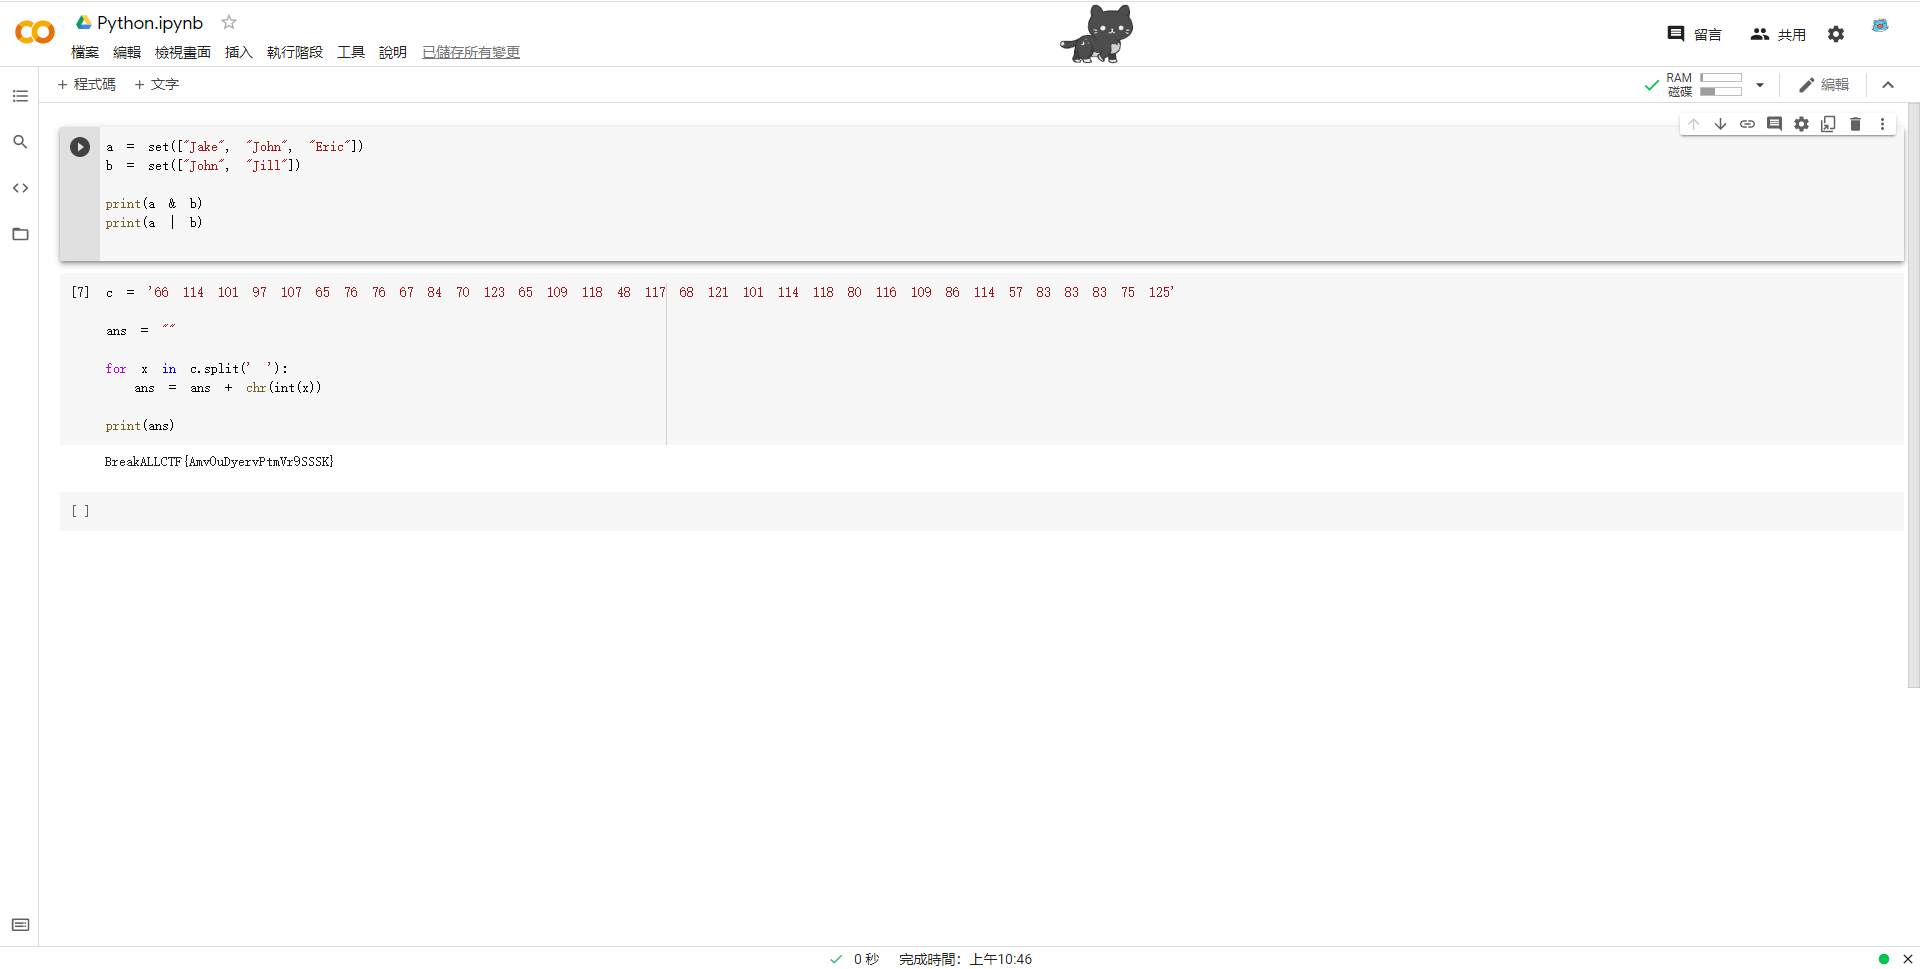 Python.ipynb
檔案 編輯 檢視畫面 插入 執行階段 工具 說明 已儲存所有變更
留言 共用
+ 程式碼 + 文字
RAM
磁碟
編輯
a = set(["Jake", "John", "Eric"])
b = set(["John", "Jill"])
print(a & b)
print(a | b)
[7] c = '66 114 101 97 107 65 76 76 67 84 70 123 65 109 118 48 117 68 121 101 114 118 80 116 109 86 114 57 83 83 83 75 125'
ans = ""
for x in c.split(' '):
    ans = ans + chr(int(x))
print(ans)
BreakALLCTF{Amv0uDyervPtmVr9SSSK}
[ ]
0 秒 完成時間：上午10:46